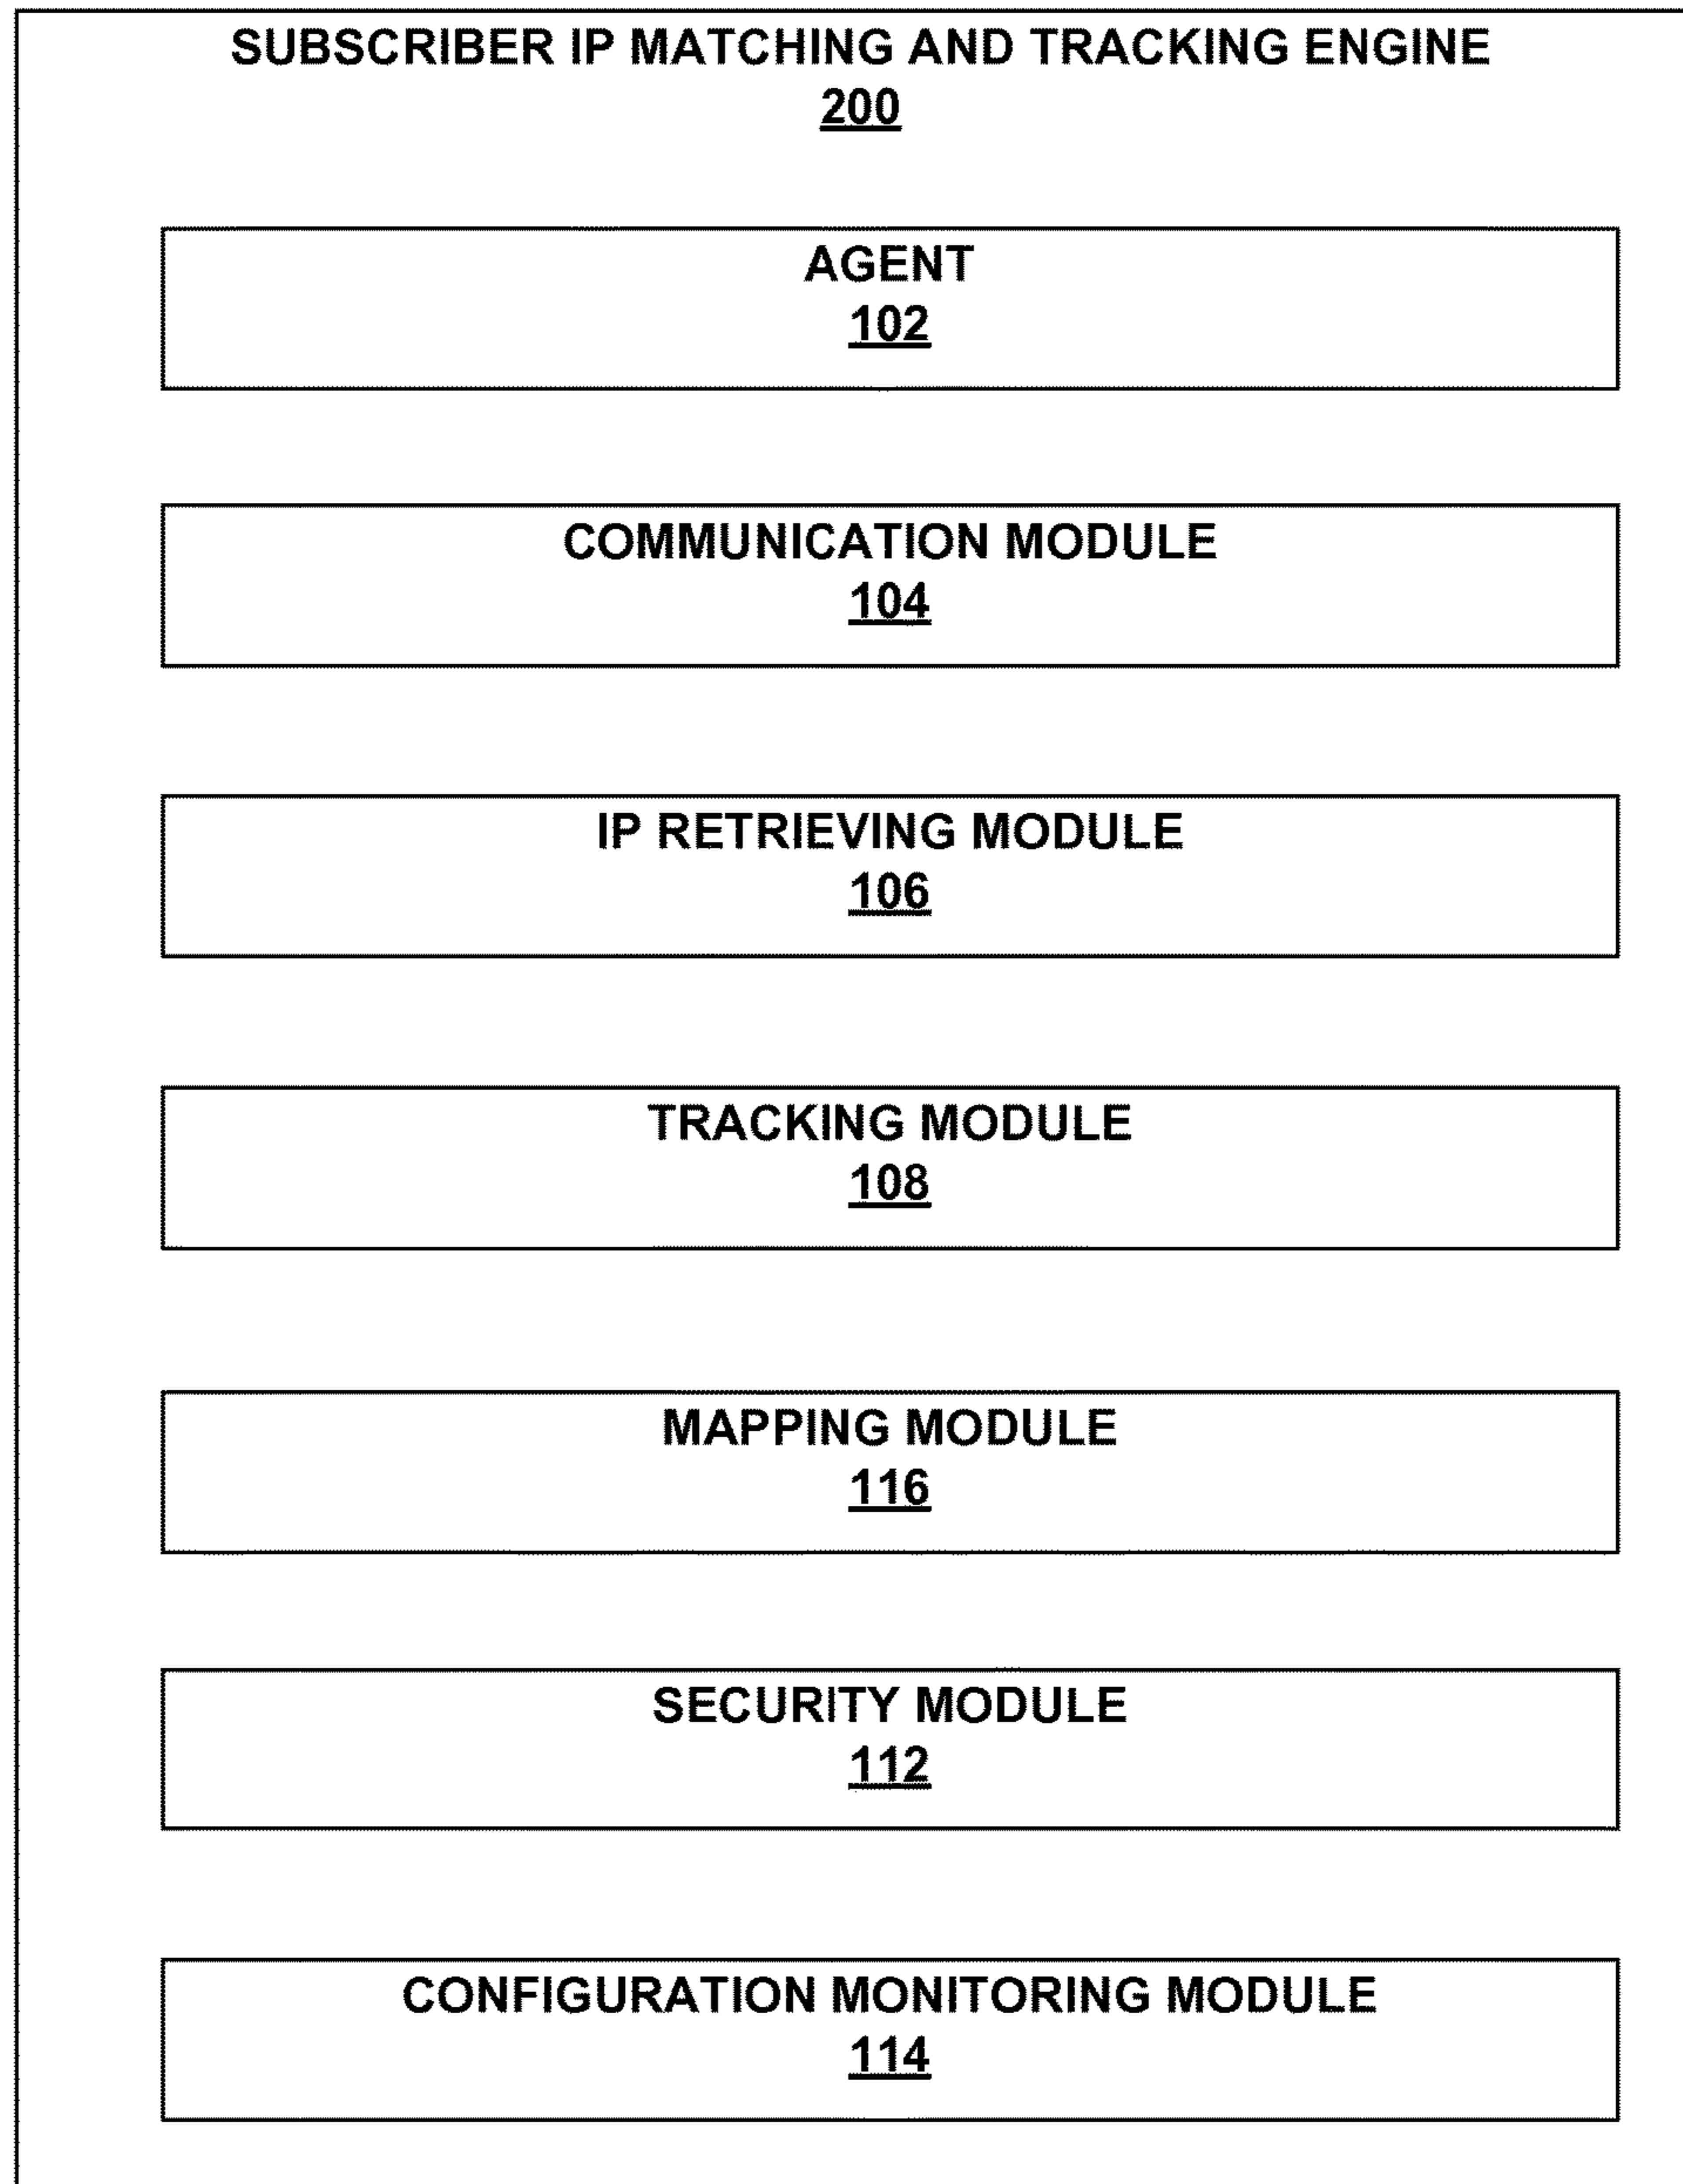 SUBSCRIBER IP MATCHING AND TRACKING ENGINE
200
AGENT
102
COMMUNICATION MODULE
104
IP RETRIEVING MODULE
106
TRACKING MODULE
108
MAPPING MODULE
116
SECURITY MODULE
112
CONFIGURATION MONITORING MODULE
114